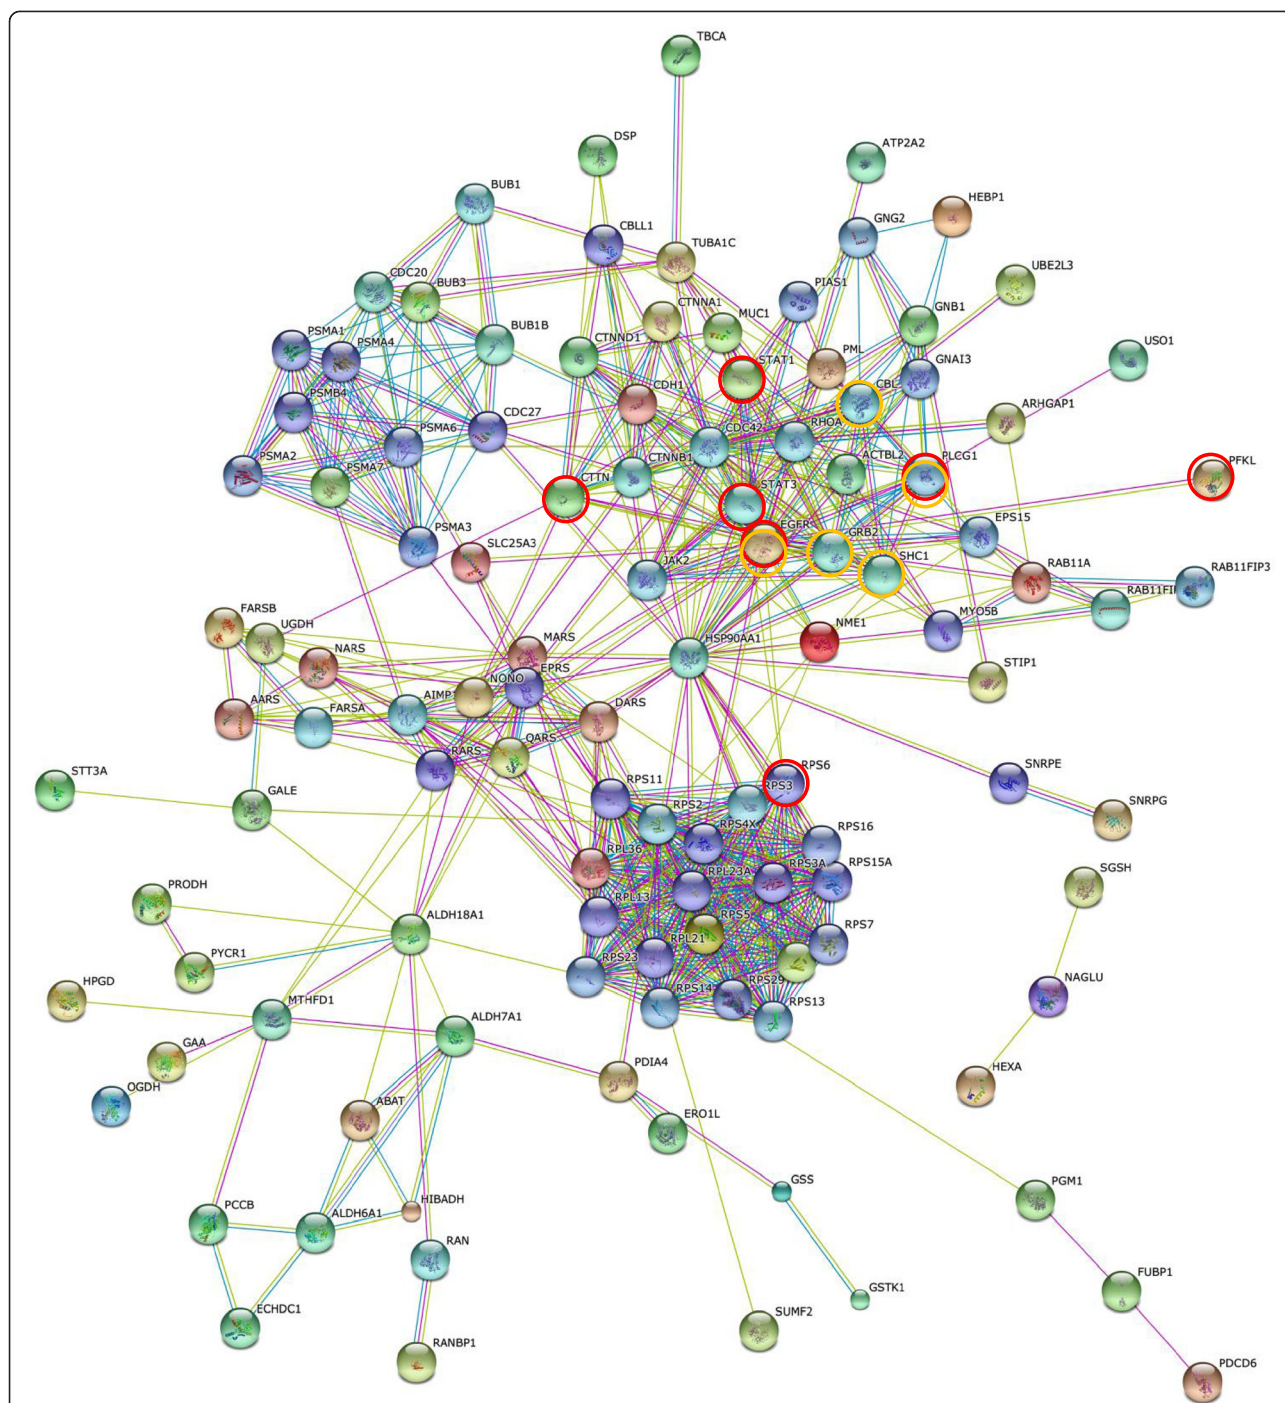 TBCA
DSP
ATP2A2
BUB1
HEBP1
CBLL1
GNG2
TUBA1C
UBE2L3
CDC20
BUB3
PIAS1
CTNNA1
GNB1
MUC1
PSMA1
PSMA4
BUB1B
CTNND1
PML
USO1
STAT1
GNAI3
CBL
CDH1
PSMB4
ARHGAP1
CDC27
CDC42
RHOA
PSMA6
PSMA2
PSMA7
CTNNB1
ACTBL2
PLCG1
PFKL
CTTN
STAT3
PSMA3
EPS15
EGFR
GRB2
SLC25A3
JAK2
SHC1
RAB11A
RAB11FIP3
RAB11FI
FARSB
UGDH
MYO5B
NME1
MARS
HSP90AA1
NARS
EPRS
STIP1
NONO
AIMP1
AARS
FARSA
DARS
QARS
RARS
STT3A
RPS6
SNRPE
RPS11
RPS3
GALE
RPS2
SNRPG
RPS4X
RPS16
RPL36
RPS3A
RPS15A
RPL23A
SGSH
PRODH
RPL13
ALDH18A1
RPS5
RPS7
RPL21
PYCR1
RPS23
HPGD
RPS29
NAGLU
RPS14
RPS13
MTHFD1
ALDH7A1
GAA
PDIA4
HEXA
OGDH
ABAT
ERO1L
GSS
PGM1
HIBADH
PCCB
ALDH6A1
RAN
FUBP1
GSTK1
ECHDC1
SUMF2
RANBP1
PDCD6